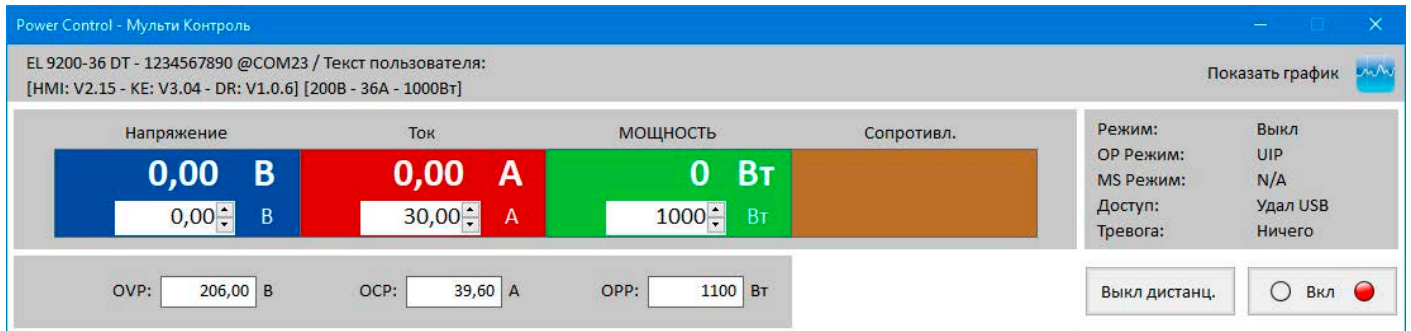 Power Control - Мульти Контроль
EL 9200-36 DT - 1234567890 @COM23 / Текст пользователя:
[HMI: V2.15 - KE: V3.04 - DR: V1.0.6] [200В - 36А - 1000Вт]
Показать график
Напряжение Ток МОЩНОСТЬ Сопротивл.
0,00 В 0,00 А 0 Вт
0,00 В 30,00 А 1000 Вт
Режим: Выкл
OP Режим: UIP
MS Режим: N/A
Доступ: Удал USB
Тревога: Ничего
OVP: 206,00 В OCP: 39,60 А OPP: 1100 Вт
Выкл дистанц. Вкл